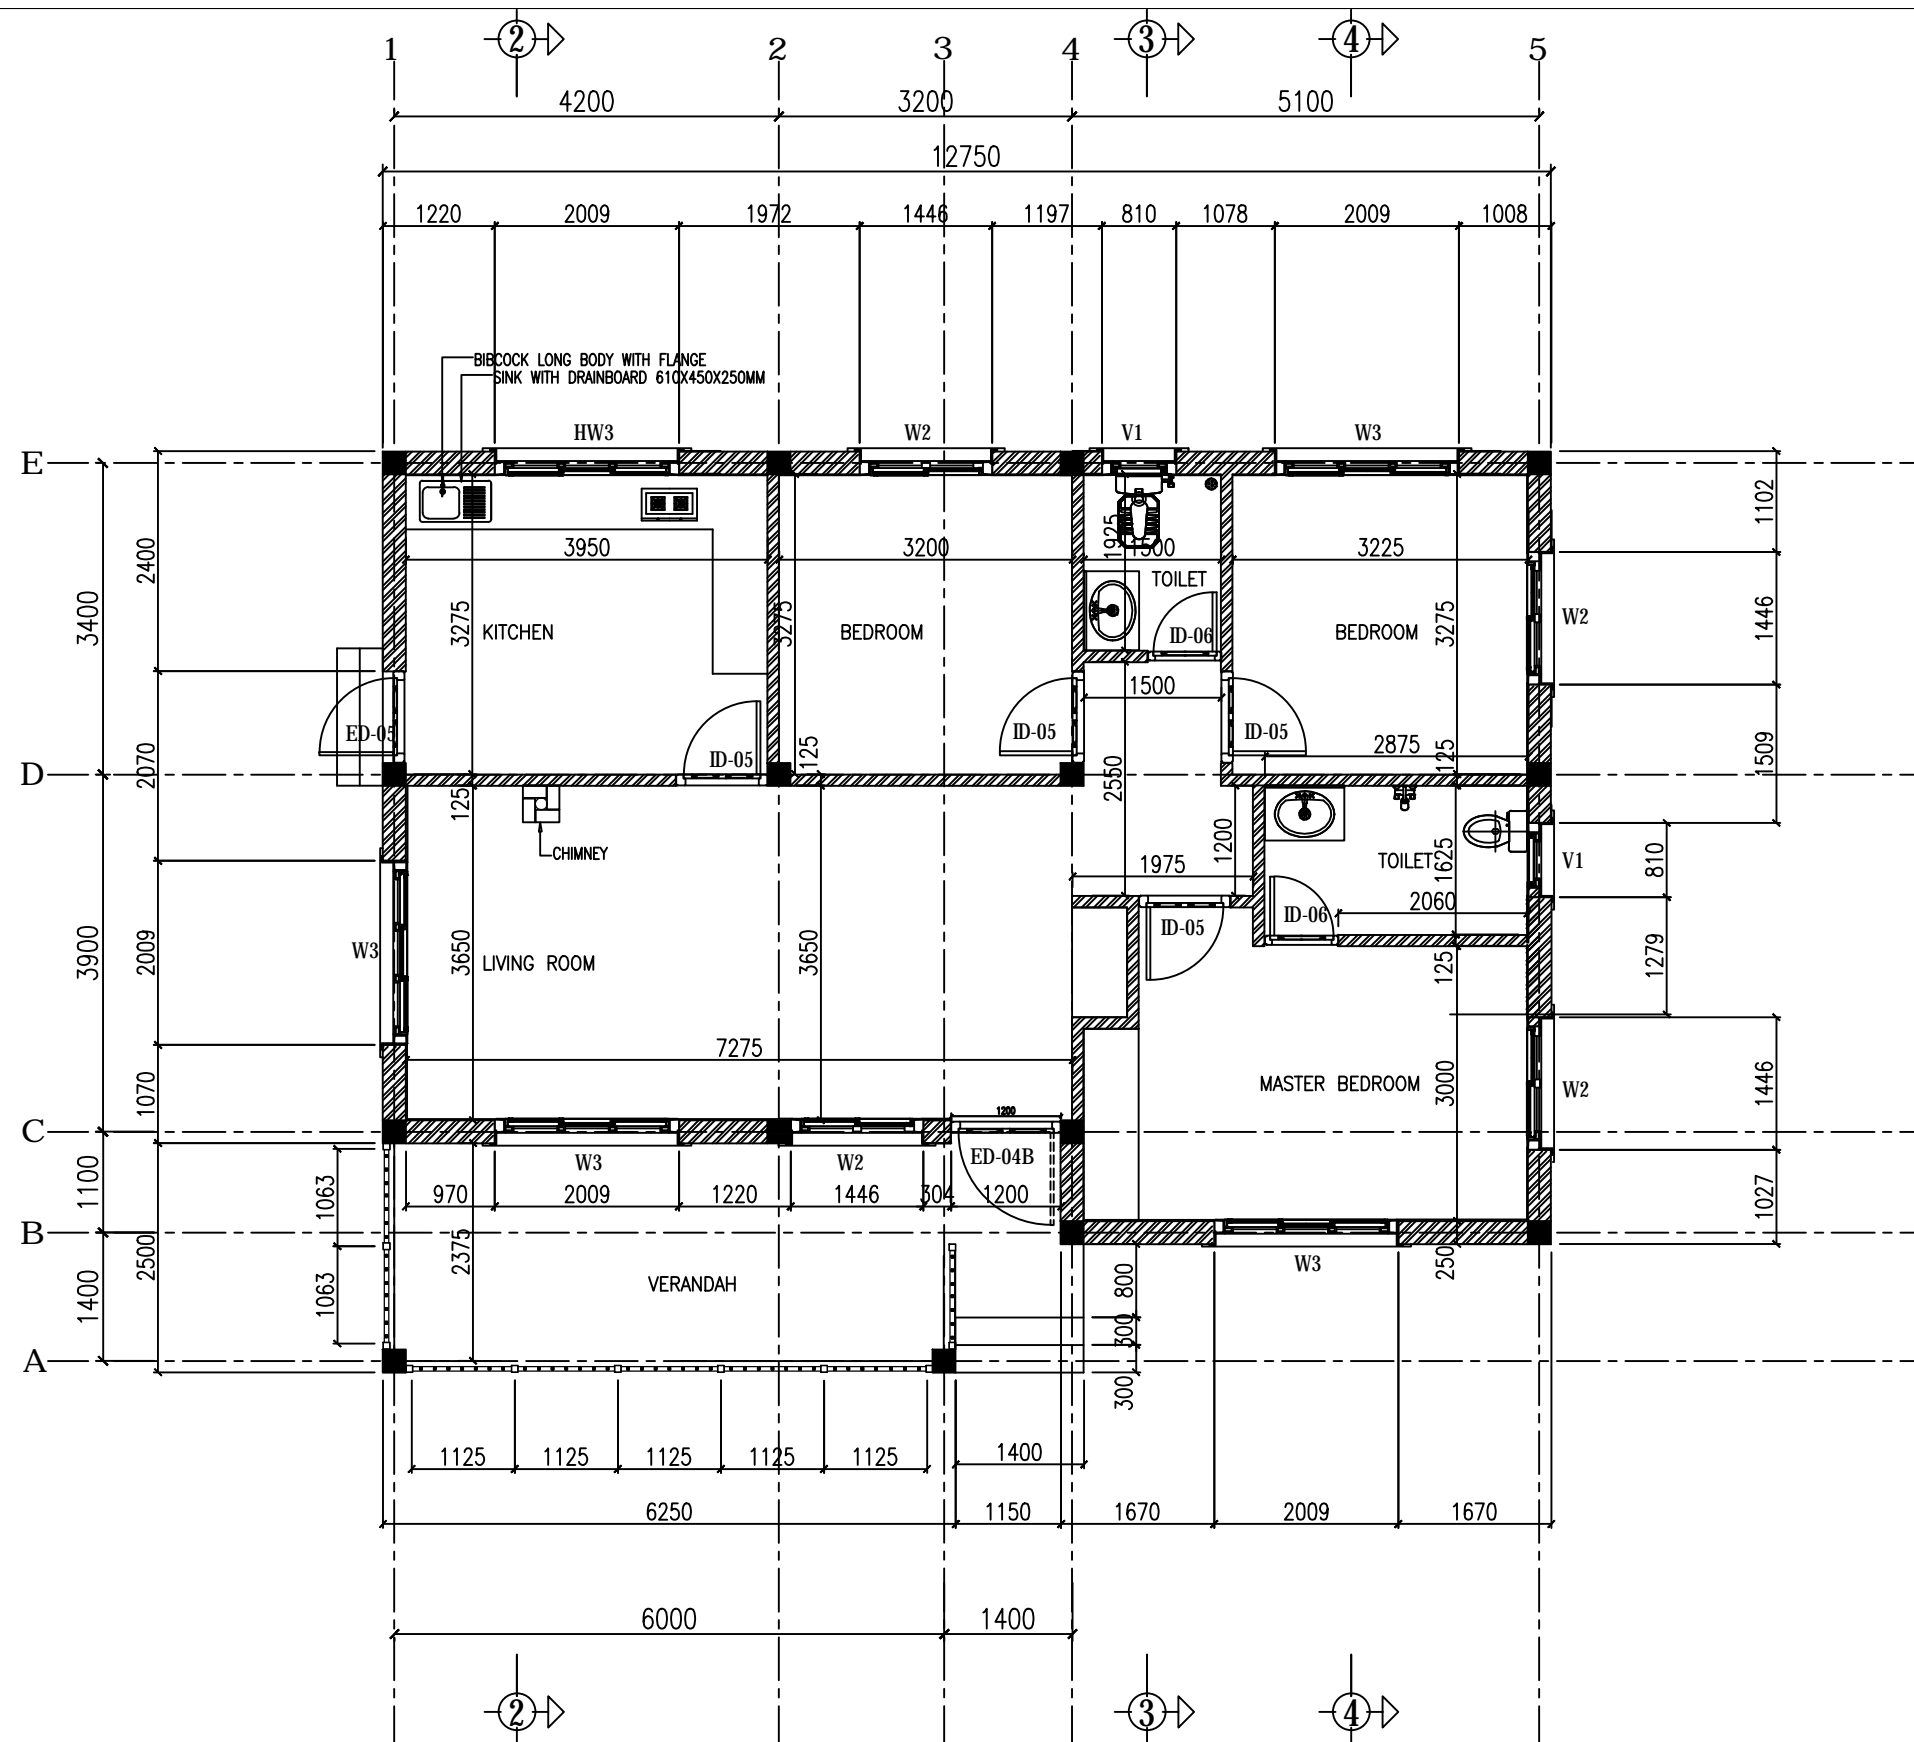 1 2 2 3 4 3 4 5
4200 3200 5100
12750
1220 2009 1972 1446 1197 810 1078 2009 1008
BIBCOCK LONG BODY WITH FLANGE
SINK WITH DRAINBOARD 610X450X250MM
HW3 W2 V1 W3
E
1102
2400
1925
3950 3200 1500 3225
TOILET
3400
3275 KITCHEN 3275 BEDROOM BEDROOM 3275
1446 W2
ID-06
1500
ED-05 ID-05 ID-05 ID-05
2875
125 125
1509
D
2070
125
2550
1200
CHIMNEY
1975
TOILET 1625
V1 810
2060
ID-06
ID-05
3900
2009
W3
3650 LIVING ROOM 3650
125
1279
7275
1070
MASTER BEDROOM 3000
W2 1446
1200
C
W3 W2 ED-04B
1100
1063
970 2009 1220 1446 304 1200
1027
B
2500
2375
250
W3
1400
1063
VERANDAH
800
300
A
300
1125 1125 1125 1125 1125 1400
6250 1150 1670 2009 1670
6000 1400
2 3 4